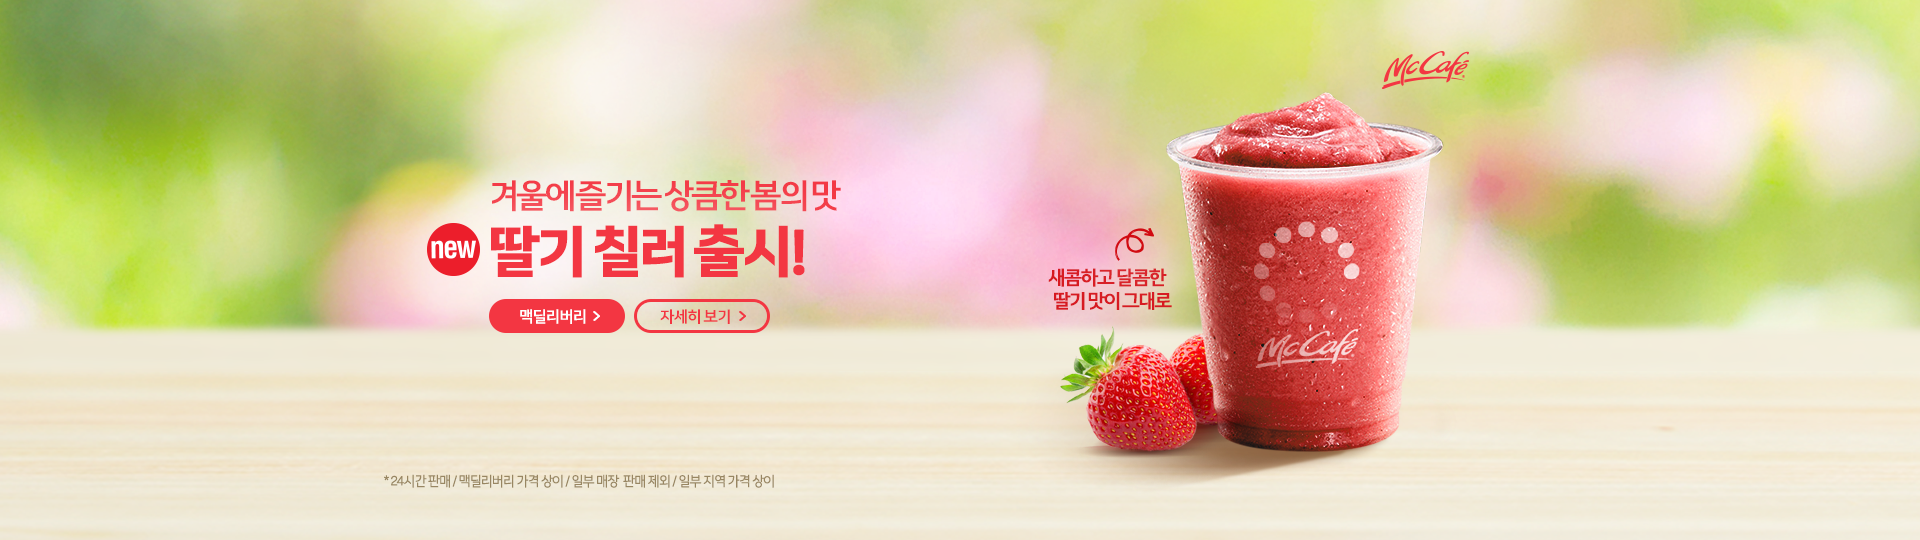 McCafé
겨울에 즐기는 상큼한 봄의 맛
new 딸기 칠러 출시!
맥딜리버리 >
자세히 보기 >
새콤하고 달콤한
딸기 맛이 그대로
McCafé
* 24시간 판매 / 맥딜리버리 가격 상이 / 일부 매장 판매 제외 / 일부 지역 가격 상이